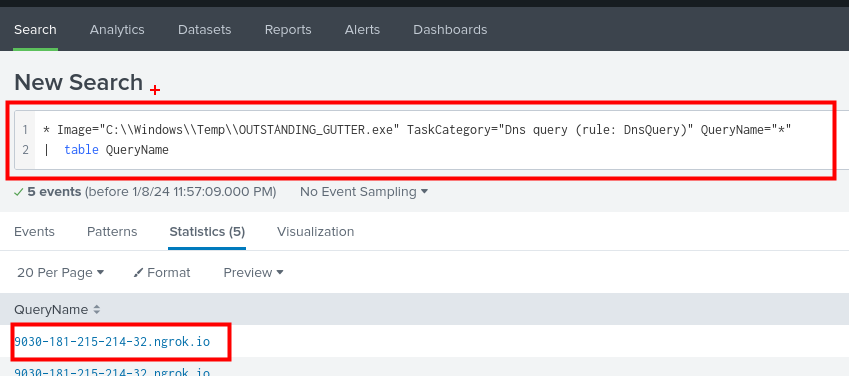 Search Analytics Datasets Reports Alerts Dashboards
New Search
1 * Image="C:\\Windows\\Temp\\OUTSTANDING_GUTTER.exe" TaskCategory="Dns query (rule: DnsQuery)" QueryName="*"
2 | table QueryName
5 events (before 1/8/24 11:57:09.000 PM) No Event Sampling
Events Patterns Statistics (5) Visualization
20 Per Page Format Preview
QueryName
9030-181-215-214-32.ngrok.io
9030-181-215-214-32.ngrok.io